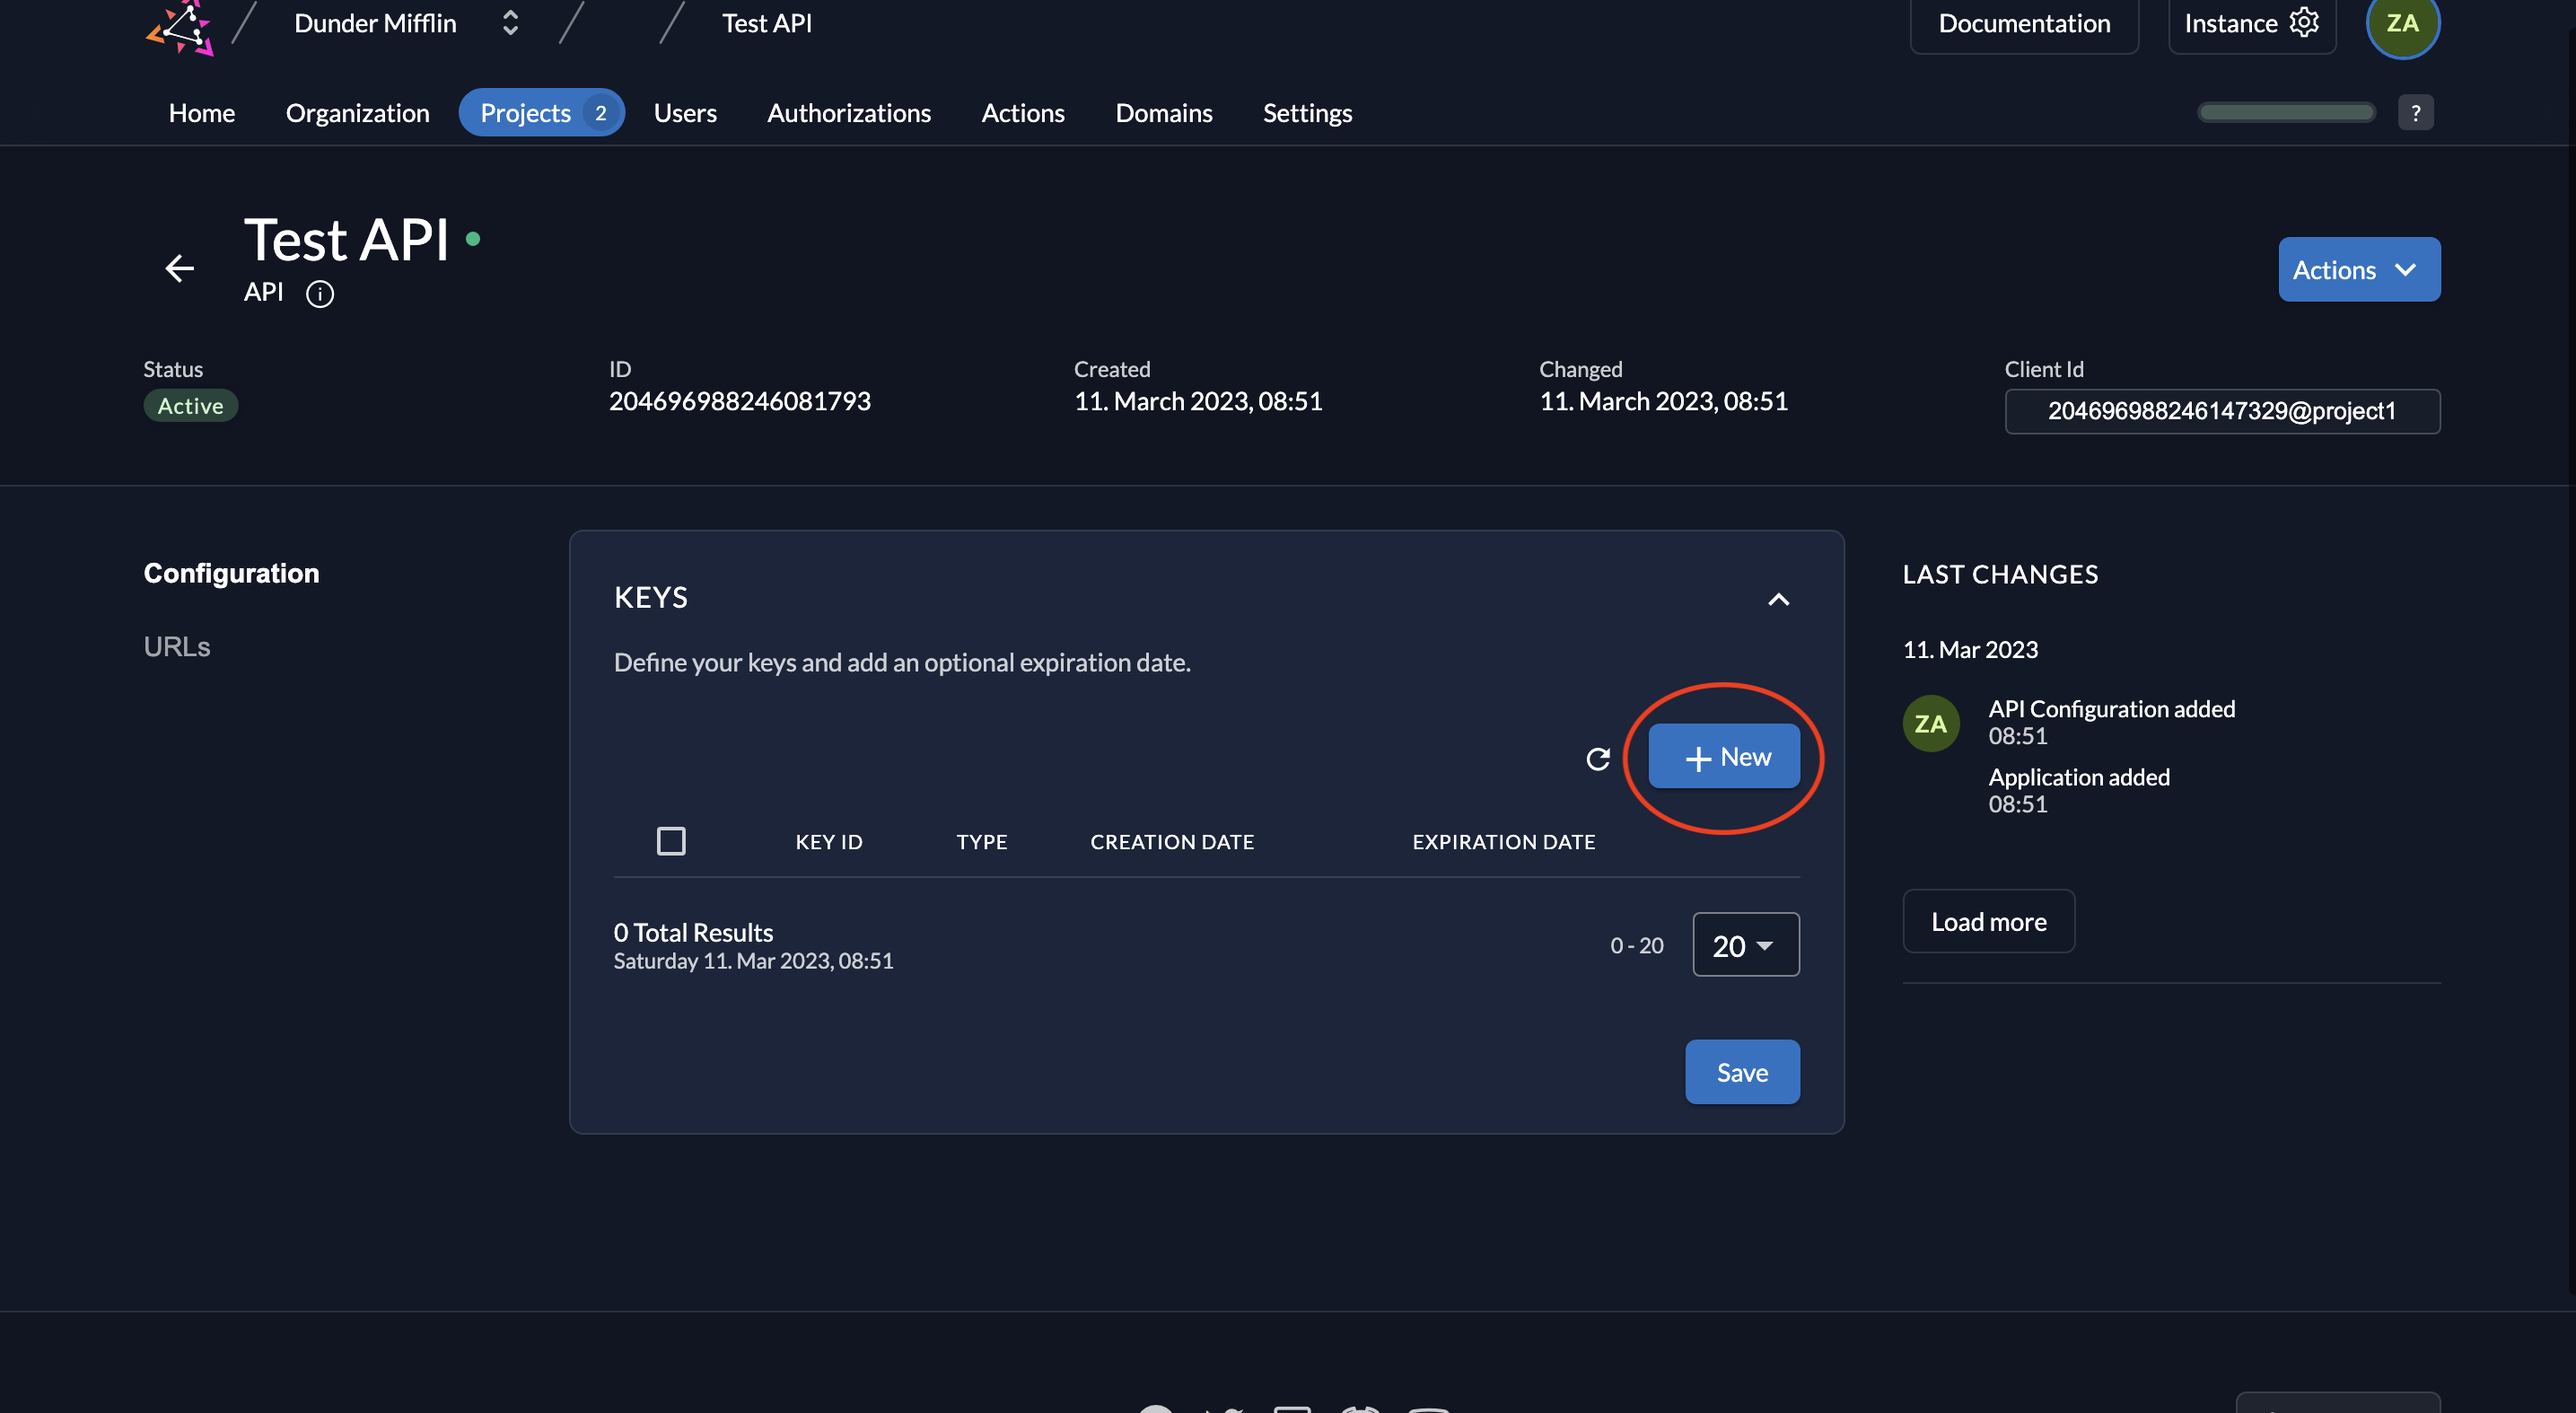 Dunder Mifflin
Test API
Documentation
Instance
ZA
Home
Organization
Projects 2
Users
Authorizations
Actions
Domains
Settings
?
Test API
API
Actions
Status
Active
ID
204696988246081793
Created
11. March 2023, 08:51
Changed
11. March 2023, 08:51
Client Id
204696988246147329@project1
Configuration
URLs
KEYS
Define your keys and add an optional expiration date.
New
KEY ID
TYPE
CREATION DATE
EXPIRATION DATE
0 Total Results
Saturday 11. Mar 2023, 08:51
0 - 20
20
Save
LAST CHANGES
11. Mar 2023
ZA
API Configuration added
08:51
Application added
08:51
Load more